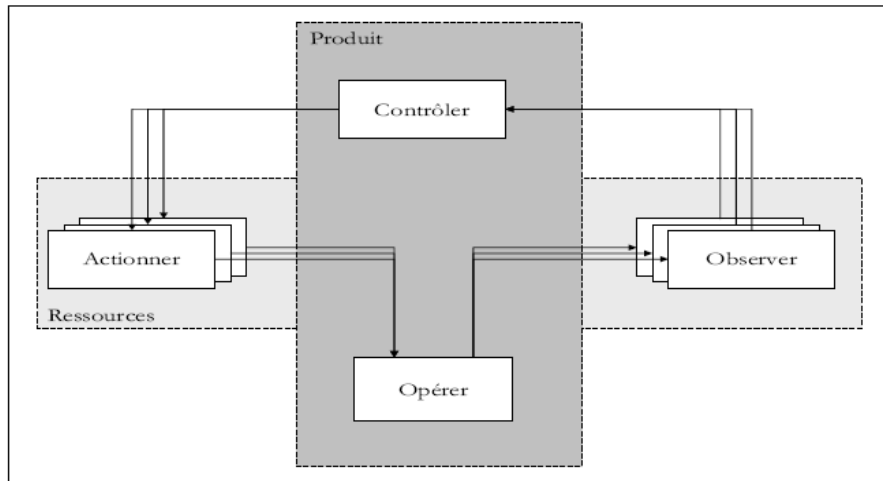 Produit
Contrôler
Actionner
Observer
Ressources
Opérer